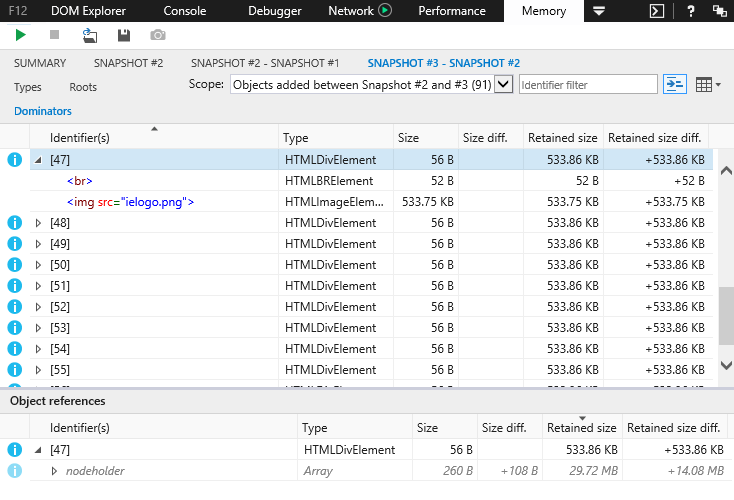 F12 DOM Explorer Console Debugger Network Performance Memory ?
SUMMARY SNAPSHOT #2 SNAPSHOT #2 - SNAPSHOT #1 SNAPSHOT #3 - SNAPSHOT #2
Types Roots Scope: Objects added between Snapshot #2 and #3 (91) Identifier filter
Dominators
Identifier(s) Type Size Size diff. Retained size Retained size diff.
[47] HTMLDivElement 56 B 533.86 KB +533.86 KB
<br> HTMLBRElement 52 B 52 B +52 B
<img src="ielogo.png"> HTMLImageElem... 533.75 KB 533.75 KB +533.75 KB
[48] HTMLDivElement 56 B 533.86 KB +533.86 KB
[49] HTMLDivElement 56 B 533.86 KB +533.86 KB
[50] HTMLDivElement 56 B 533.86 KB +533.86 KB
[51] HTMLDivElement 56 B 533.86 KB +533.86 KB
[52] HTMLDivElement 56 B 533.86 KB +533.86 KB
[53] HTMLDivElement 56 B 533.86 KB +533.86 KB
[54] HTMLDivElement 56 B 533.86 KB +533.86 KB
[55] HTMLDivElement 56 B 533.86 KB +533.86 KB
Object references
Identifier(s) Type Size Size diff. Retained size Retained size diff.
[47] HTMLDivElement 56 B 533.86 KB +533.86 KB
nodeholder Array 260 B +108 B 29.72 MB +14.08 MB